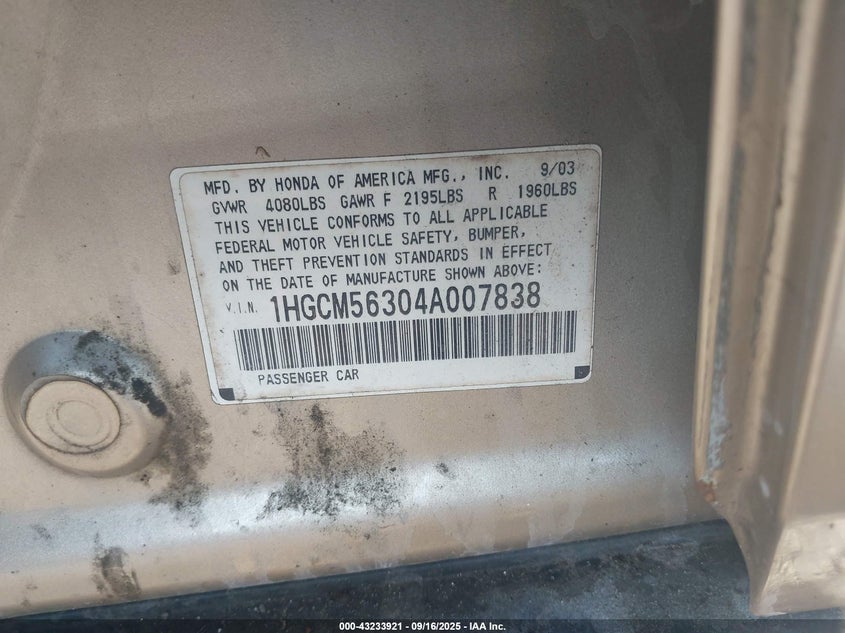 MFD. BY HONDA OF AMERICA MFG., INC. 9/03
GVWR 4080LBS GAWR F 2195LBS R 1960LBS
THIS VEHICLE CONFORMS TO ALL APPLICABLE
FEDERAL MOTOR VEHICLE SAFETY, BUMPER,
AND THEFT PREVENTION STANDARDS IN EFFECT
ON THE DATE OF MANUFACTURE SHOWN ABOVE:
V.I.N. 1HGCM56304A007838
PASSENGER CAR
000-43233921 - 09/16/2025 - IAA Inc.